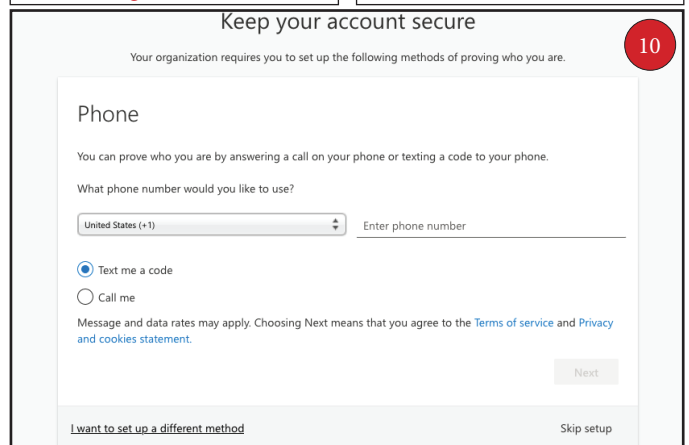 Keep your account secure
10
Your organization requires you to set up the following methods of proving who you are.
Phone
You can prove who you are by answering a call on your phone or texting a code to your phone.
What phone number would you like to use?
United States (+1)
Enter phone number
Text me a code
Call me
Message and data rates may apply. Choosing Next means that you agree to the Terms of service and Privacy
and cookies statement.
Next
I want to set up a different method
Skip setup